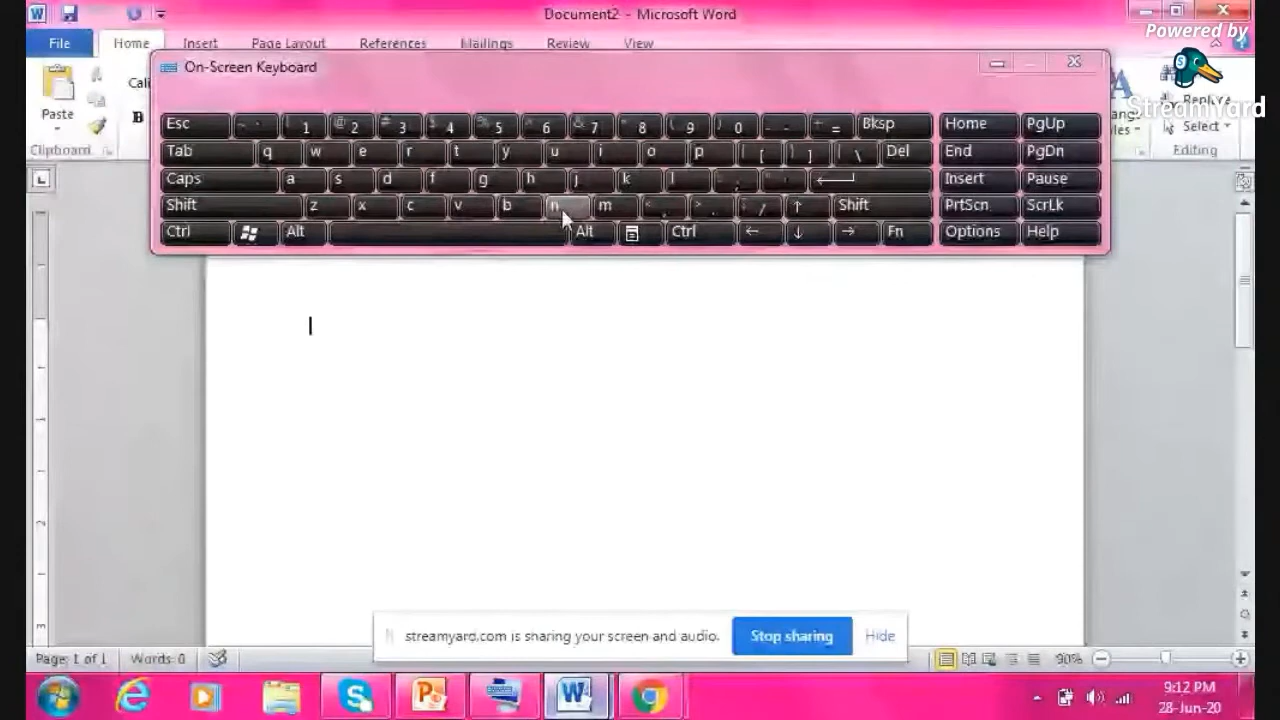 Document2 - Microsoft Word
Powered by
StreamYard
File Home Insert Page Layout References Mailings Review View
Paste
Clipboard
Cali
B
Replace
Select
Editing
On-Screen Keyboard
Esc ~ ` ! 1 @ 2 # 3 $ 4 % 5 ^ 6 & 7 * 8 ( 9 ) 0 _ - + = Bksp Home PgUp
Tab q w e r t y u i o p { [ } ] | \ Del End PgDn
Caps a s d f g h j k l : ; " ' Insert Pause
Shift z x c v b n m < , > . ? / ↑ Shift PrtScn ScrLk
Ctrl Alt Alt Ctrl ← ↓ → Fn Options Help
streamyard.com is sharing your screen and audio. Stop sharing Hide
Page: 1 of 1 Words: 0 90%
9:12 PM
28-Jun-20